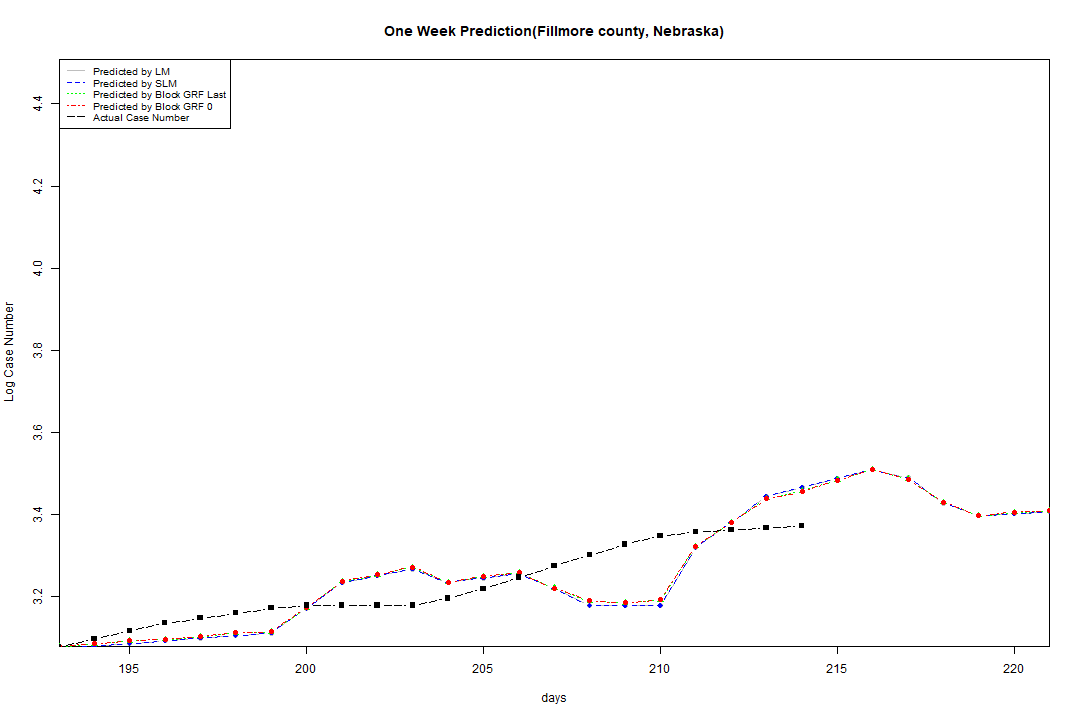 One Week Prediction(Fillmore county, Nebraska)
Predicted by LM
Predicted by SLM
Predicted by Block GRF Last
Predicted by Block GRF 0
Actual Case Number
4.4
4.2
4.0
3.8
3.6
3.4
3.2
Log Case Number
195 200 205 210 215 220
days